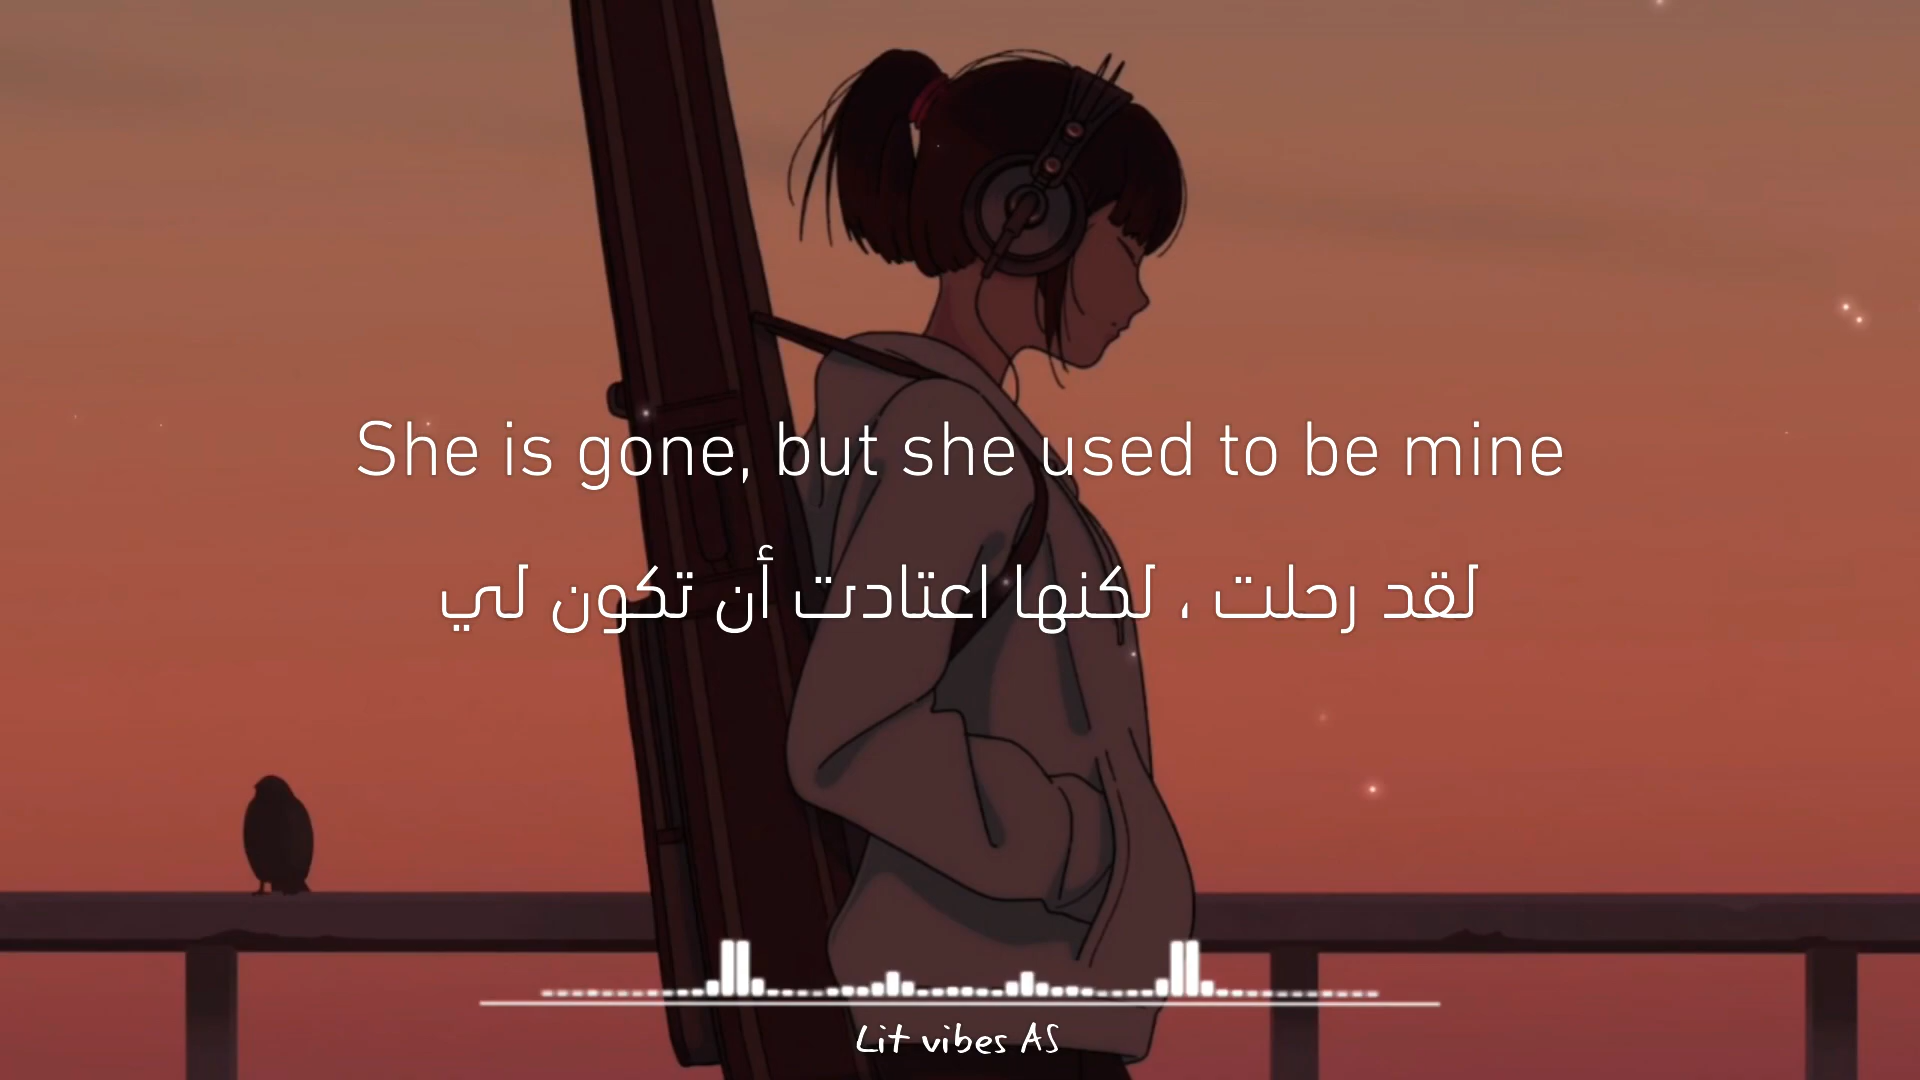 She is gone, but she used to be mine
لقد رحلت ، لكنها اعتادت أن تكون لي
Lit vibes AS